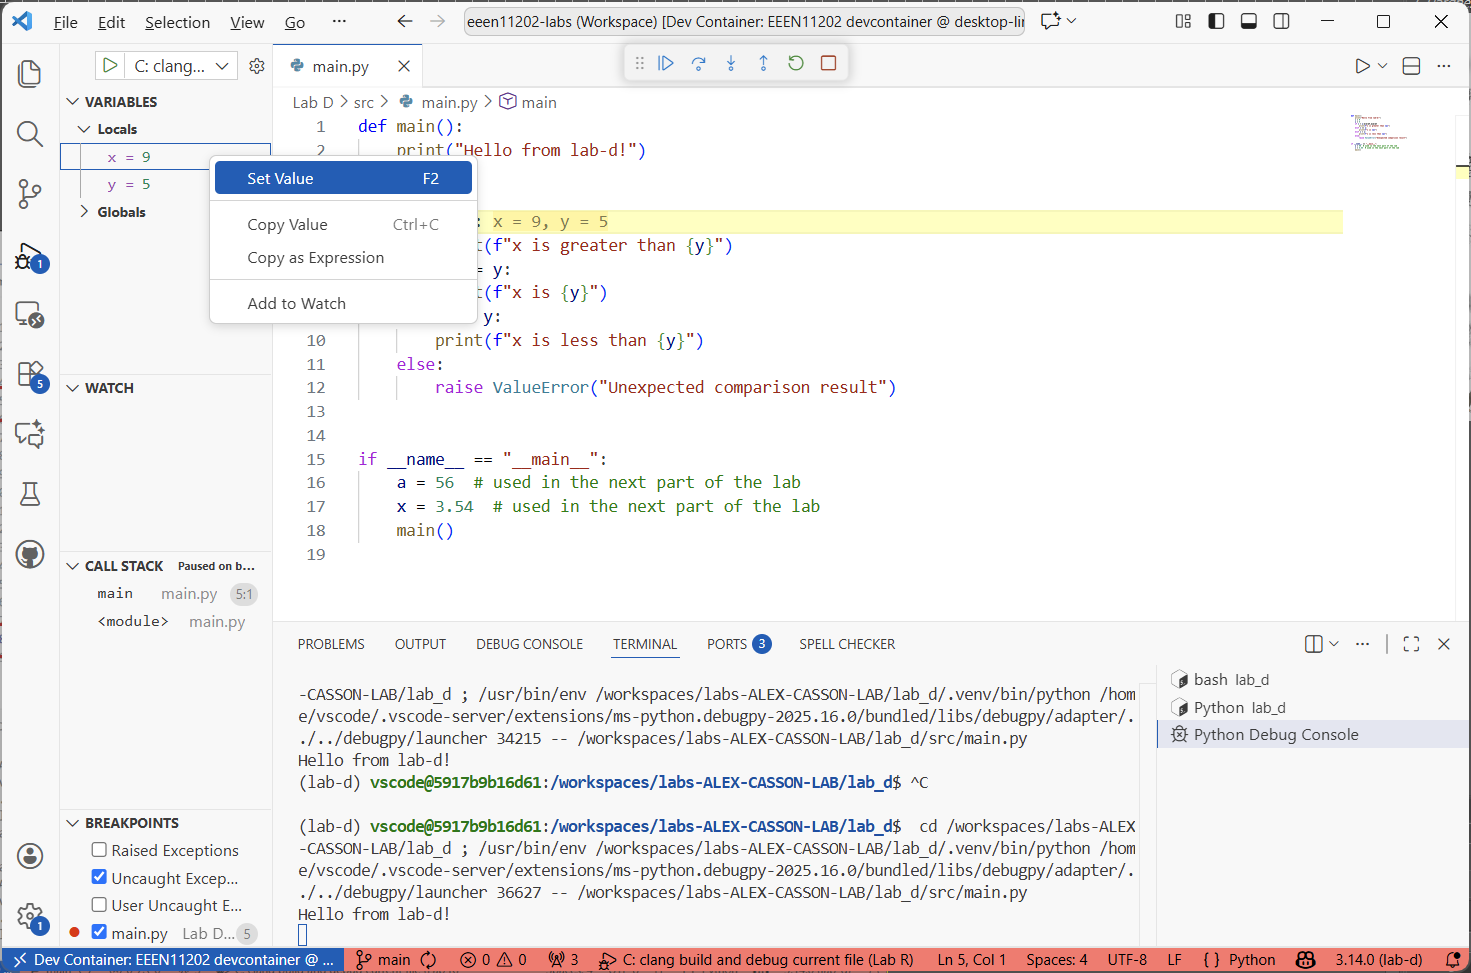 File Edit Selection View Go ···
eeen11202-labs (Workspace) [Dev Container: EEEN11202 devcontainer @ desktop-lir
C: clang...
main.py
VARIABLES
Locals
x = 9
y = 5
Globals
Set Value F2
Copy Value Ctrl+C
Copy as Expression
Add to Watch
WATCH
CALL STACK Paused on b...
main main.py 5:1
<module> main.py
BREAKPOINTS
Raised Exceptions
Uncaught Excep...
User Uncaught E...
main.py Lab D... 5
1
5
1
Lab D > src > main.py > main
1 def main():
2 print("Hello from lab-d!")
: x = 9, y = 5
t(f"x is greater than {y}")
= y:
t(f"x is {y}")
y:
10 print(f"x is less than {y}")
11 else:
12 raise ValueError("Unexpected comparison result")
13
14
15 if __name__ == "__main__":
16 a = 56 # used in the next part of the lab
17 x = 3.54 # used in the next part of the lab
18 main()
19
PROBLEMS OUTPUT DEBUG CONSOLE TERMINAL PORTS 3 SPELL CHECKER
-CASSON-LAB/lab_d ; /usr/bin/env /workspaces/labs-ALEX-CASSON-LAB/lab_d/.venv/bin/python /hom
e/vscode/.vscode-server/extensions/ms-python.debugpy-2025.16.0/bundled/libs/debugpy/adapter/.
./../debugpy/launcher 34215 -- /workspaces/labs-ALEX-CASSON-LAB/lab_d/src/main.py
Hello from lab-d!
(lab-d) vscode@5917b9b16d61:/workspaces/labs-ALEX-CASSON-LAB/lab_d$ ^C
(lab-d) vscode@5917b9b16d61:/workspaces/labs-ALEX-CASSON-LAB/lab_d$ cd /workspaces/labs-ALEX
-CASSON-LAB/lab_d ; /usr/bin/env /workspaces/labs-ALEX-CASSON-LAB/lab_d/.venv/bin/python /hom
e/vscode/.vscode-server/extensions/ms-python.debugpy-2025.16.0/bundled/libs/debugpy/adapter/.
./../debugpy/launcher 36627 -- /workspaces/labs-ALEX-CASSON-LAB/lab_d/src/main.py
Hello from lab-d!
bash lab_d
Python lab_d
Python Debug Console
Dev Container: EEEN11202 devcontainer @ ... main 0 0 3 C: clang build and debug current file (Lab R) Ln 5, Col 1 Spaces: 4 UTF-8 LF { } Python 3.14.0 (lab-d)